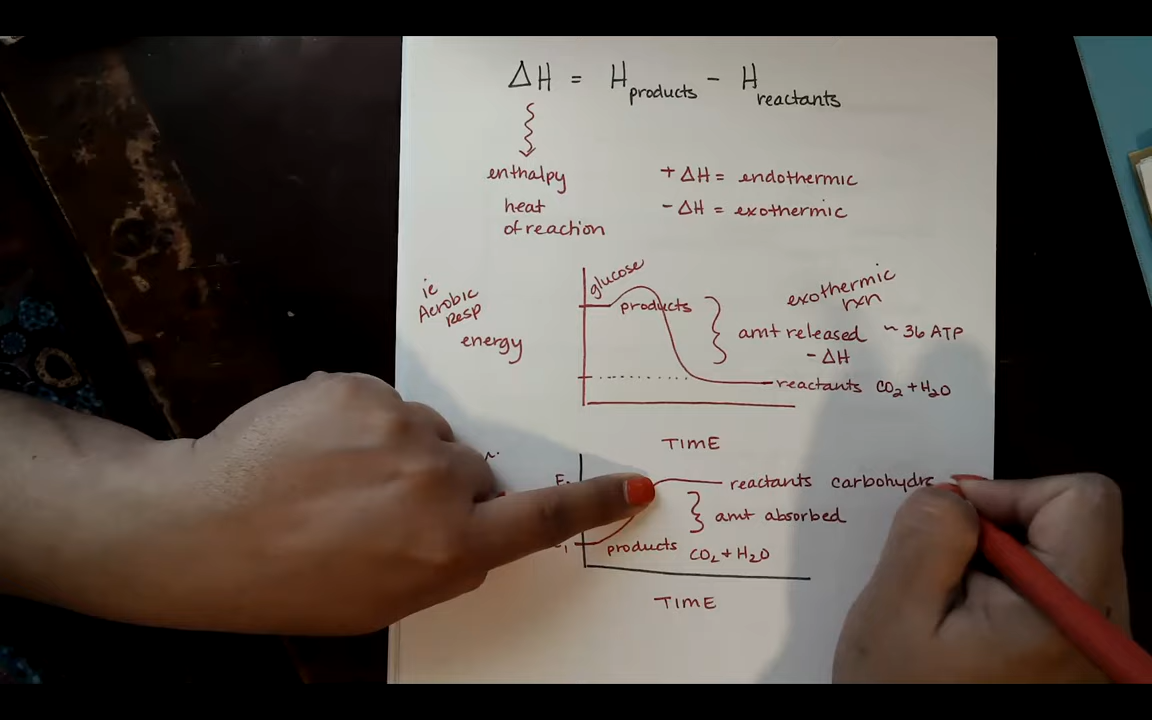 ΔH = H products - H reactants
enthalpy
heat
of reaction
+ ΔH = endothermic
- ΔH = exothermic
ie
Aerobic
Resp
energy
glucose
products
exothermic
rxn
amt released ~ 36 ATP
- ΔH
reactants CO₂ + H₂O
TIME
reactants carbohydra
amt absorbed
products CO₂ + H₂O
TIME